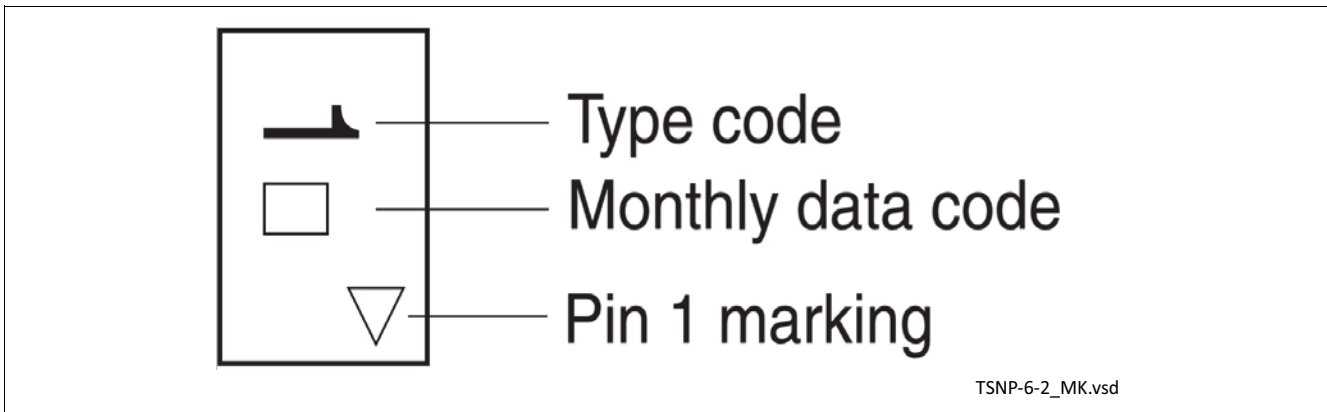 Type code
Monthly data code
Pin 1 marking
TSNP-6-2_MK.vsd